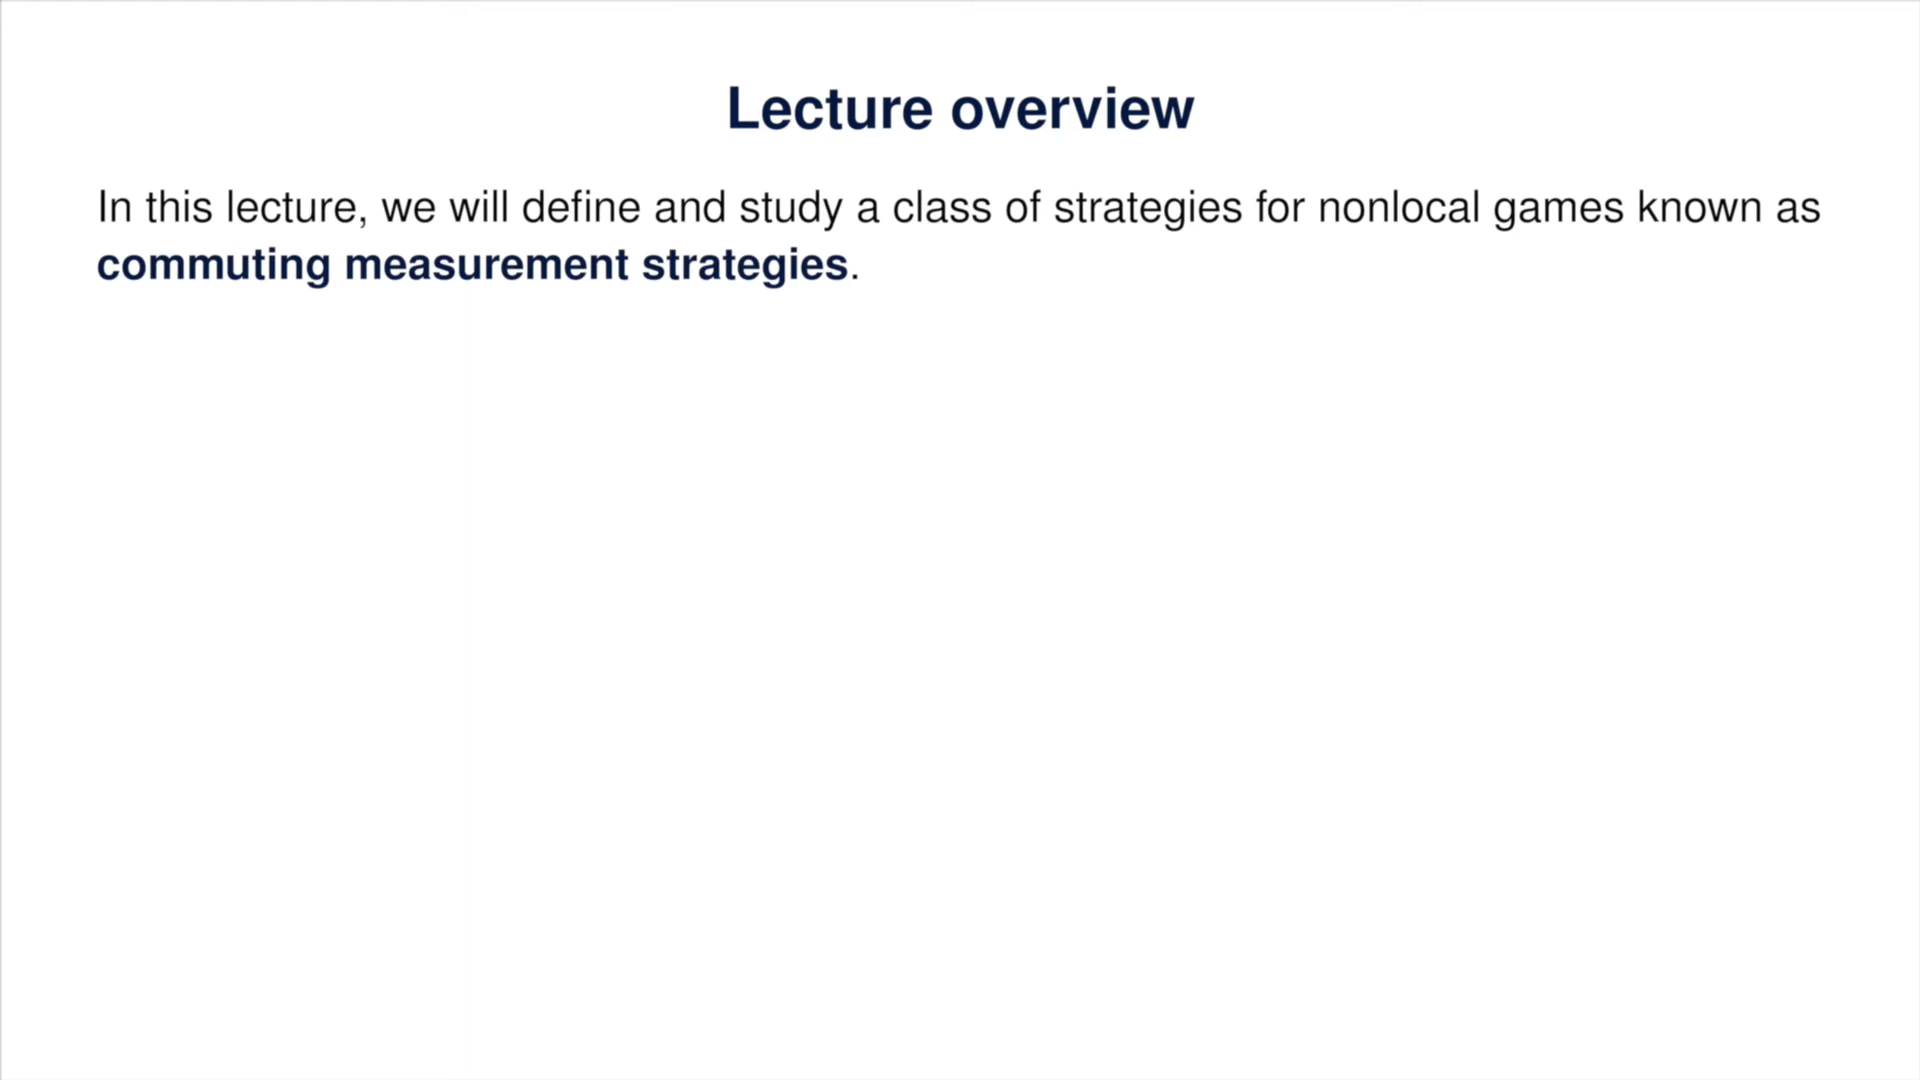 Lecture overview
In this lecture, we will define and study a class of strategies for nonlocal games known as
commuting measurement strategies.